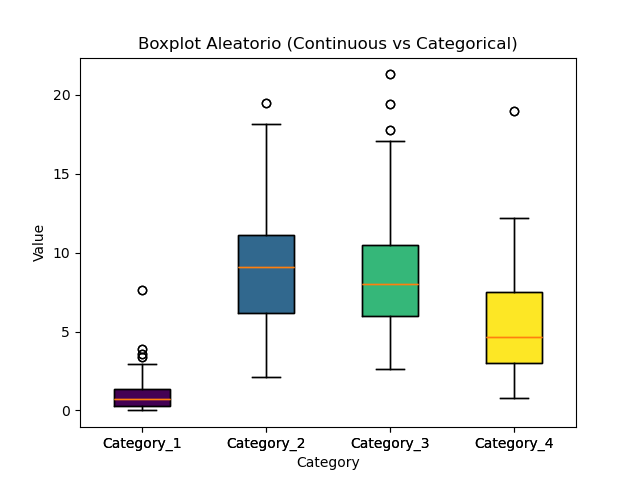 Boxplot Aleatorio (Continuous vs Categorical)
20
15
10
5
0
Value
Category_1 Category_2 Category_3 Category_4
Category